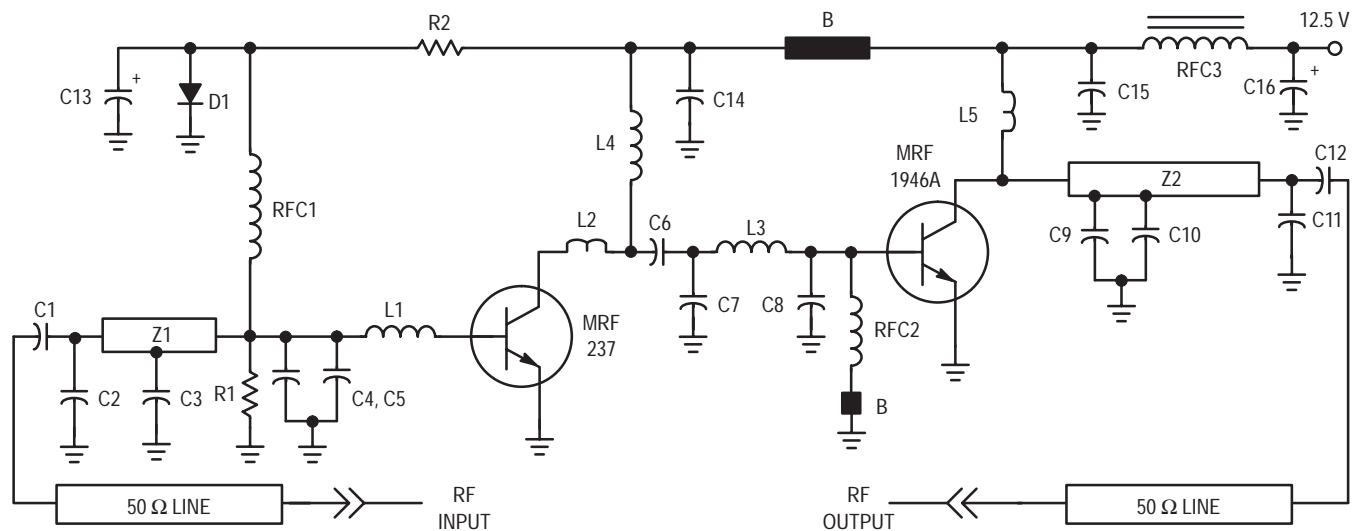 R2
B
12.5 V
C13
+
D1
C14
C15
RFC3
C16
+
L5
L4
MRF
1946A
C12
Z2
RFC1
L2
C6
L3
C9
C10
C11
C1
L1
C7
C8
RFC2
Z1
MRF
237
C2
C3
R1
C4, C5
B
50 Ω LINE
RF
INPUT
RF
OUTPUT
50 Ω LINE